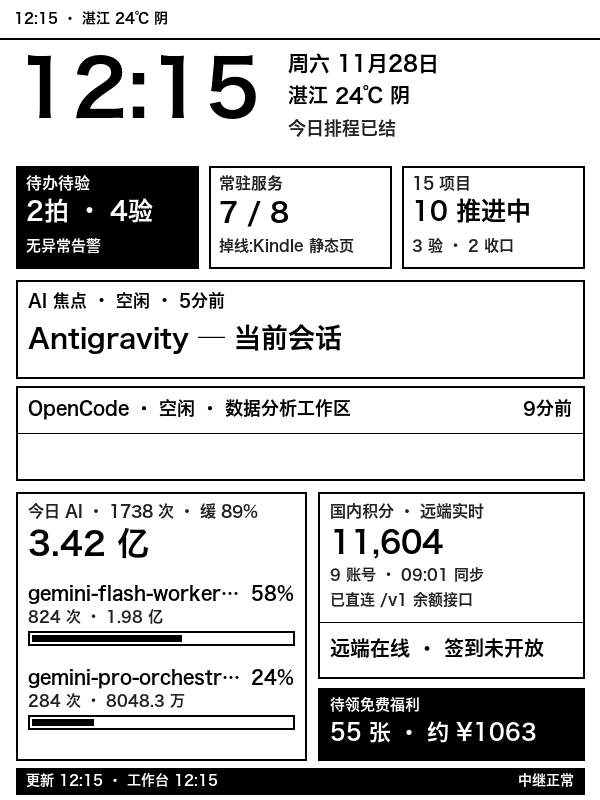 12:15 · 湛江 24℃ 阴
12:15
周六 11月28日
湛江 24℃ 阴
今日排程已结
待办待验
2拍 · 4验
无异常告警
常驻服务
7 / 8
掉线:Kindle 静态页
15 项目
10 推进中
3 验 · 2 收口
AI 焦点 · 空闲 · 5分前
Antigravity — 当前会话
OpenCode · 空闲 · 数据分析工作区 9分前
今日 AI · 1738 次 · 缓 89%
3.42 亿
gemini-flash-worker··· 58%
824 次 · 1.98 亿
gemini-pro-orchestr··· 24%
284 次 · 8048.3 万
国内积分 · 远端实时
11,604
9 账号 · 09:01 同步
已直连 /v1 余额接口
远端在线 · 签到未开放
待领免费福利
55 张 · 约 ¥1063
更新 12:15 · 工作台 12:15 中继正常